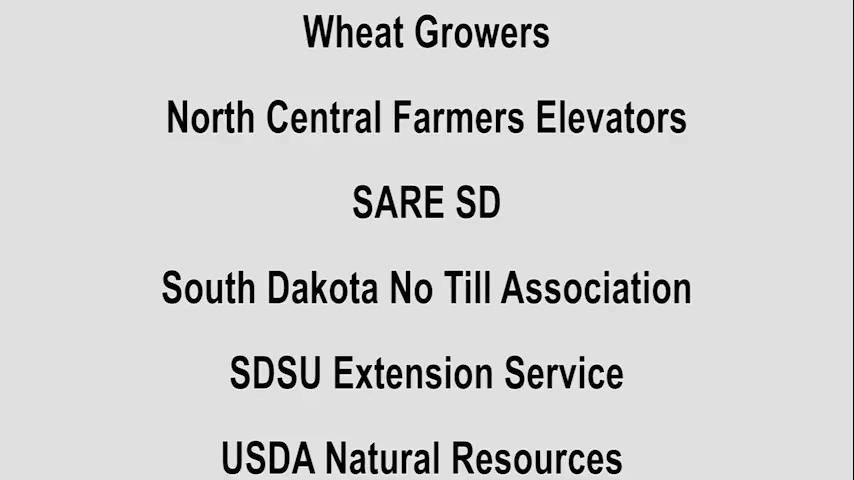 Wheat Growers
North Central Farmers Elevators
SARE SD
South Dakota No Till Association
SDSU Extension Service
USDA Natural Resources